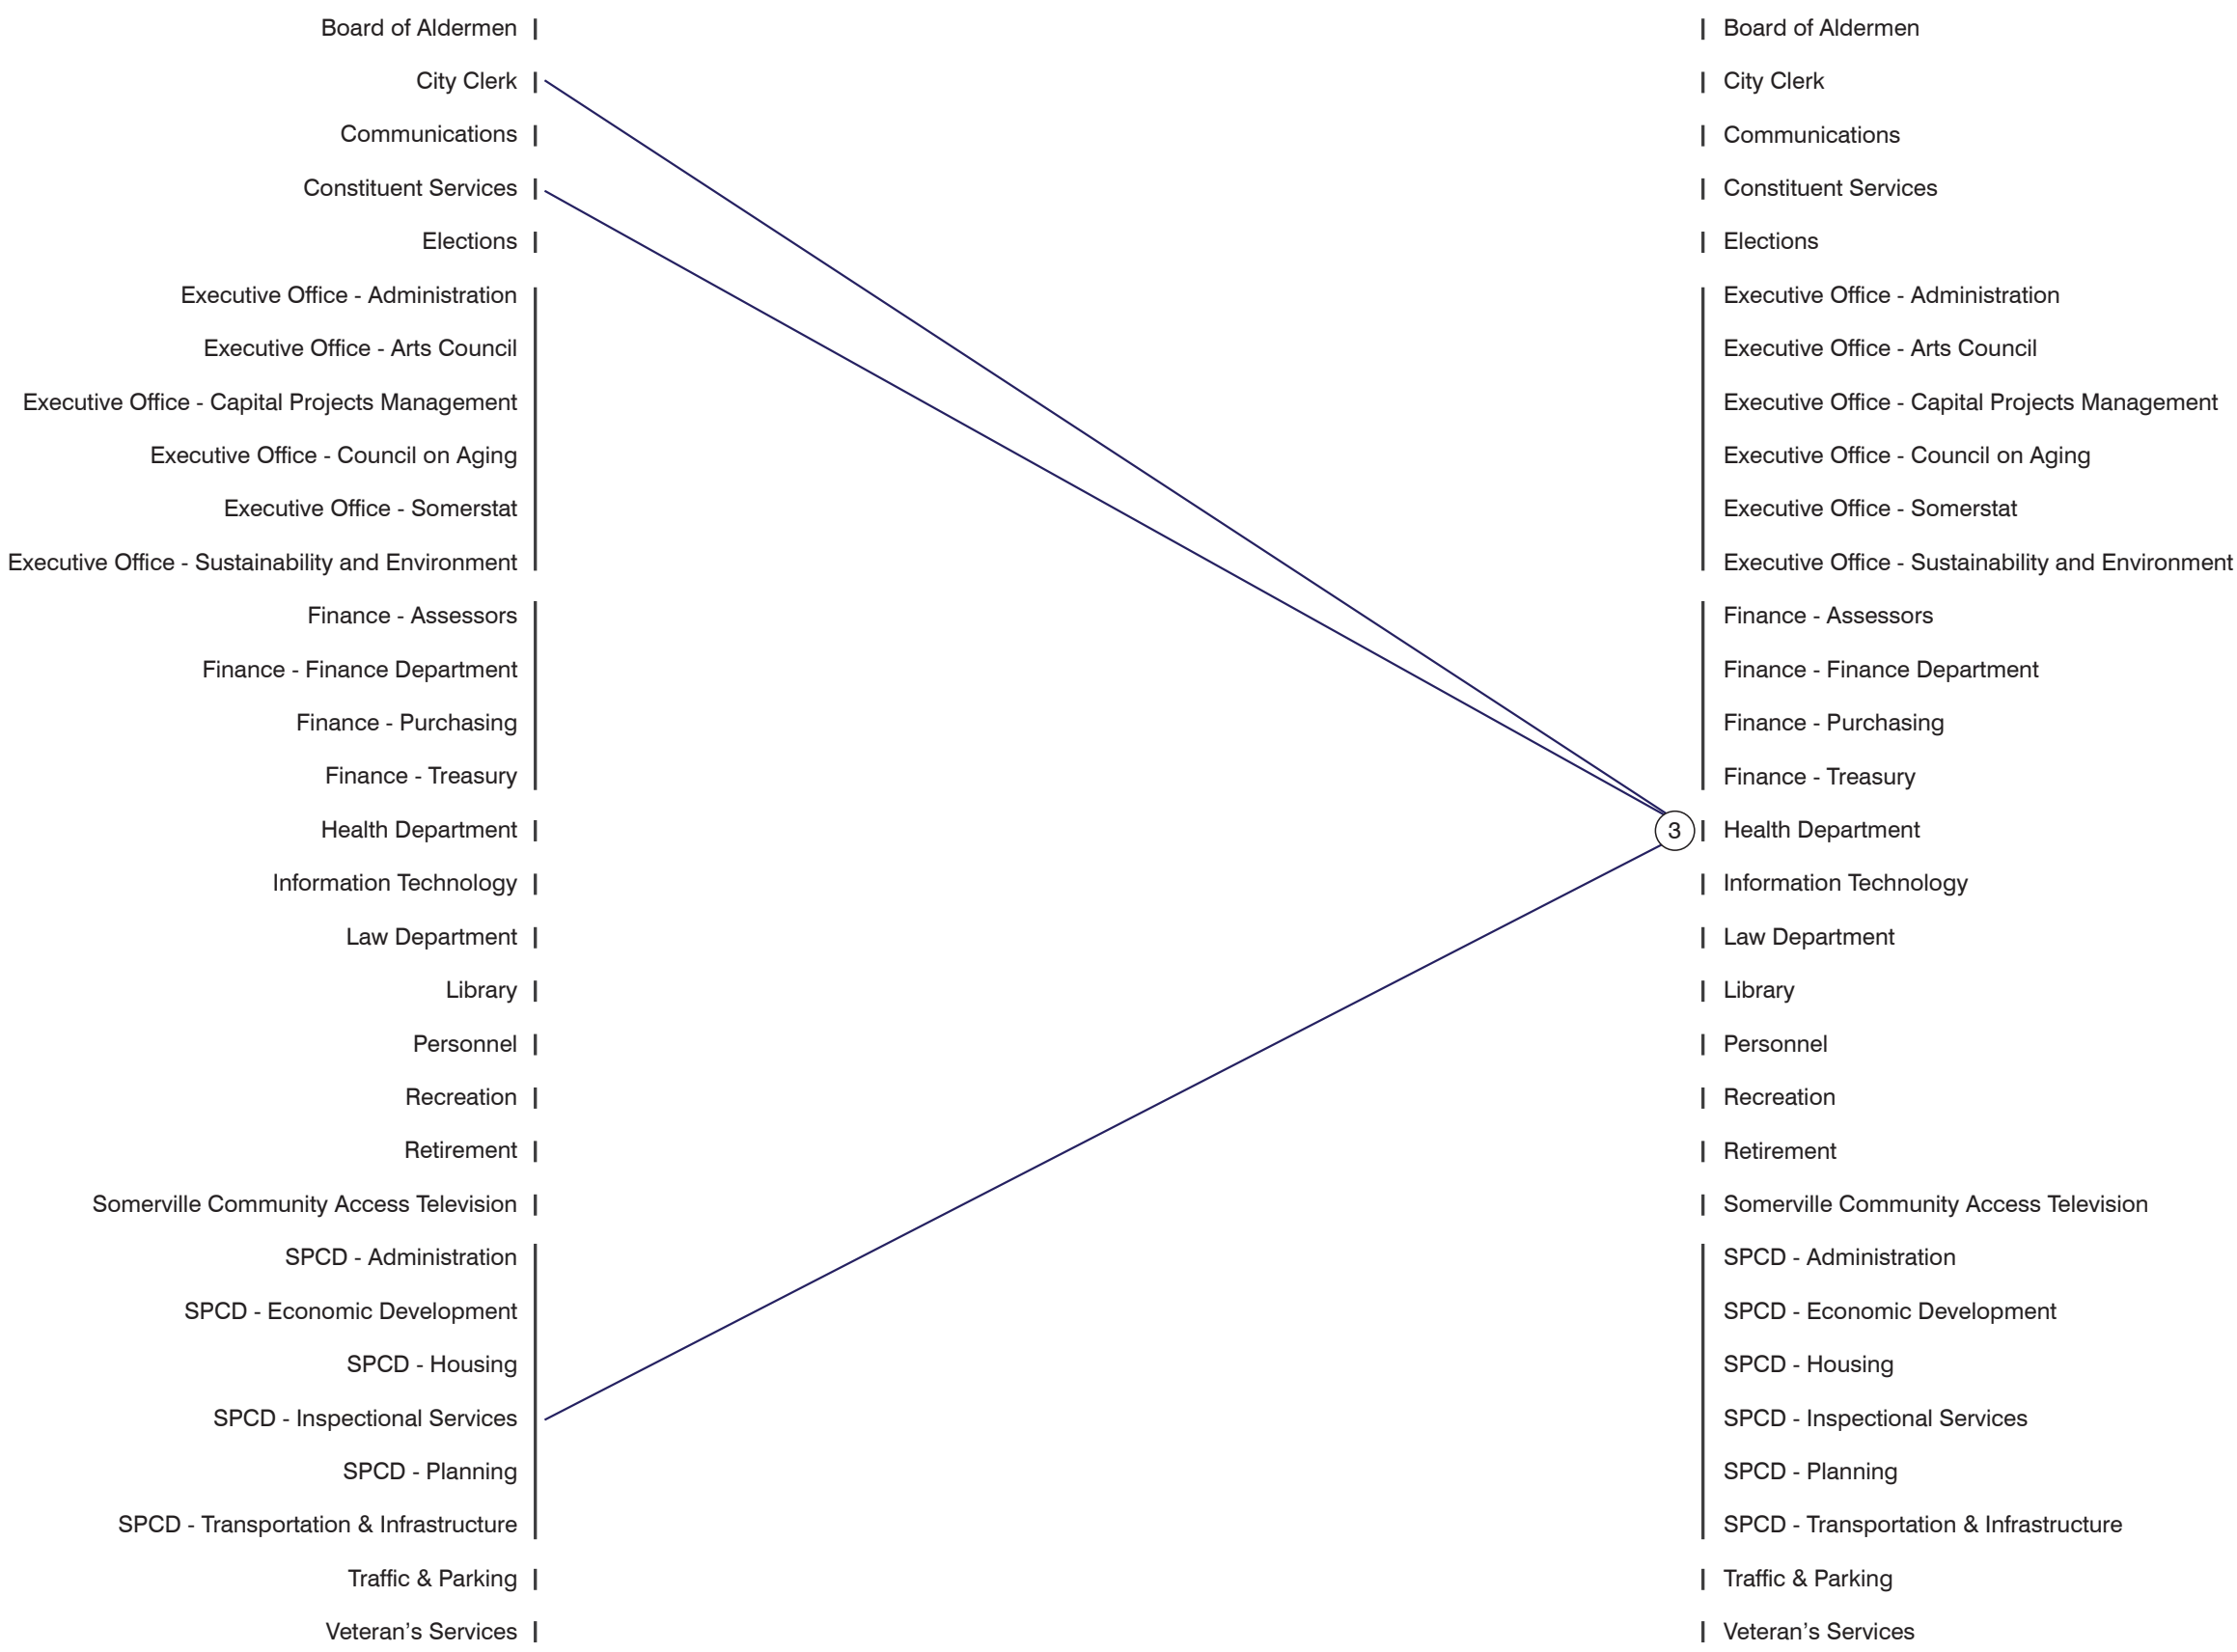 Board of Aldermen
City Clerk
Communications
Constituent Services
Elections
Executive Office - Administration
Executive Office - Arts Council
Executive Office - Capital Projects Management
Executive Office - Council on Aging
Executive Office - Somerstat
Executive Office - Sustainability and Environment
Finance - Assessors
Finance - Finance Department
Finance - Purchasing
Finance - Treasury
Health Department
Information Technology
Law Department
Library
Personnel
Recreation
Retirement
Somerville Community Access Television
SPCD - Administration
SPCD - Economic Development
SPCD - Housing
SPCD - Inspectional Services
SPCD - Planning
SPCD - Transportation & Infrastructure
Traffic & Parking
Veteran’s Services
3
Board of Aldermen
City Clerk
Communications
Constituent Services
Elections
Executive Office - Administration
Executive Office - Arts Council
Executive Office - Capital Projects Management
Executive Office - Council on Aging
Executive Office - Somerstat
Executive Office - Sustainability and Environment
Finance - Assessors
Finance - Finance Department
Finance - Purchasing
Finance - Treasury
Health Department
Information Technology
Law Department
Library
Personnel
Recreation
Retirement
Somerville Community Access Television
SPCD - Administration
SPCD - Economic Development
SPCD - Housing
SPCD - Inspectional Services
SPCD - Planning
SPCD - Transportation & Infrastructure
Traffic & Parking
Veteran’s Services